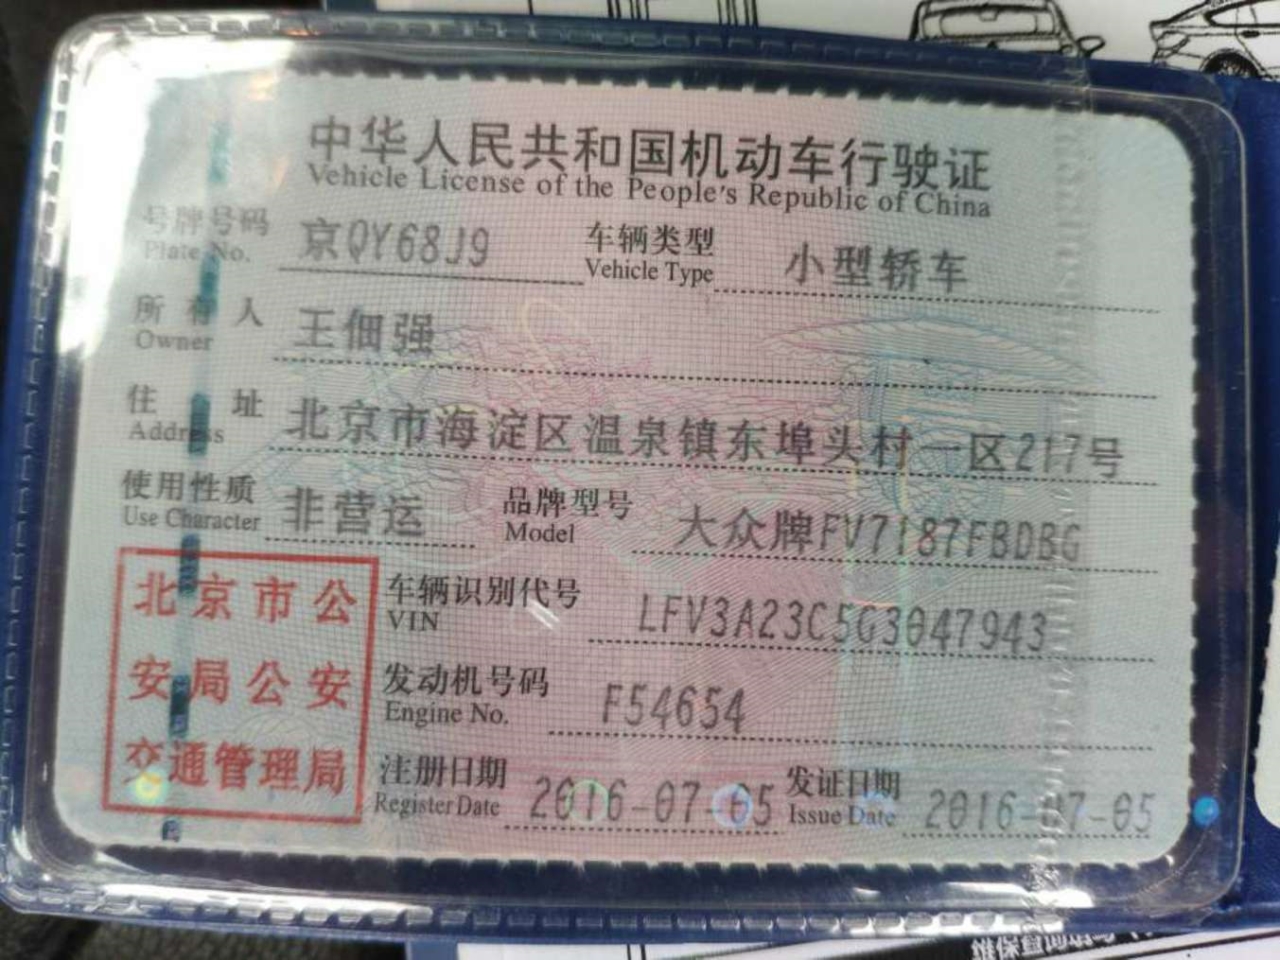 中华人民共和国机动车行驶证
Vehicle License of the People's Republic of China
号牌号码 京QY68J9 车辆类型 小型轿车
Plate No. Vehicle Type
所有人 王佃强
Owner
住址 北京市海淀区温泉镇东埠头村一区217号
Address
使用性质 非营运 品牌型号 大众牌FV7187FBDBG
Use Character Model
北京市公
安局公安
交通管理局
车辆识别代号 LFV3A23C5G3047943
VIN
发动机号码 F54654
Engine No.
注册日期 2016-07-05 发证日期 2016-07-05
Register Date Issue Date